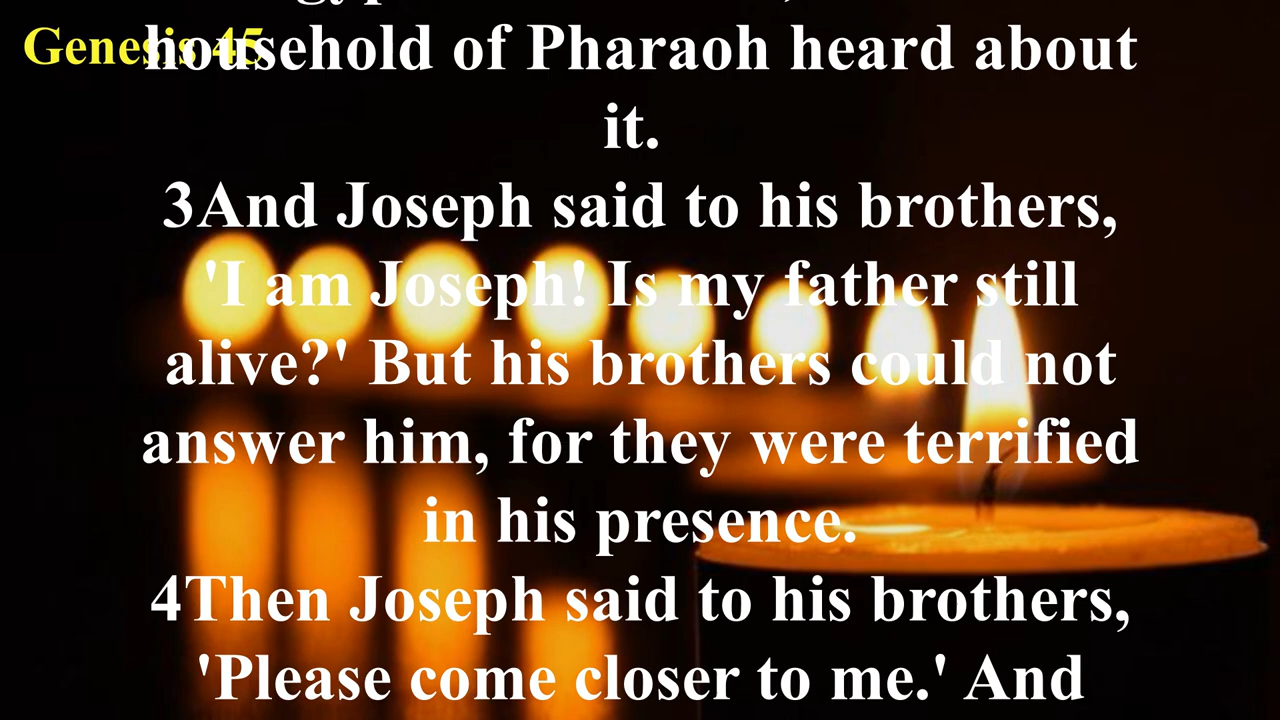 Genesis 45
household of Pharaoh heard about
it.
3And Joseph said to his brothers,
'I am Joseph! Is my father still
alive?' But his brothers could not
answer him, for they were terrified
in his presence.
4Then Joseph said to his brothers,
'Please come closer to me.' And